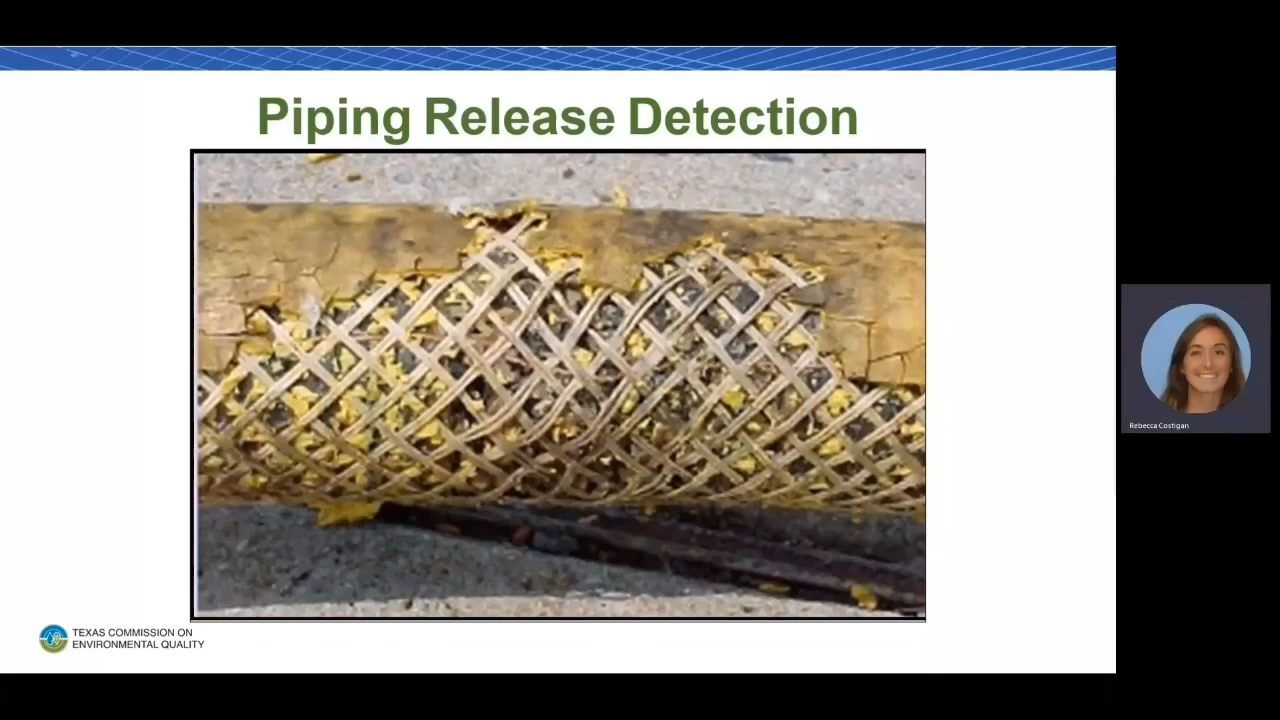 Piping Release Detection
TEXAS COMMISSION ON
ENVIRONMENTAL QUALITY
Rebecca Costigan